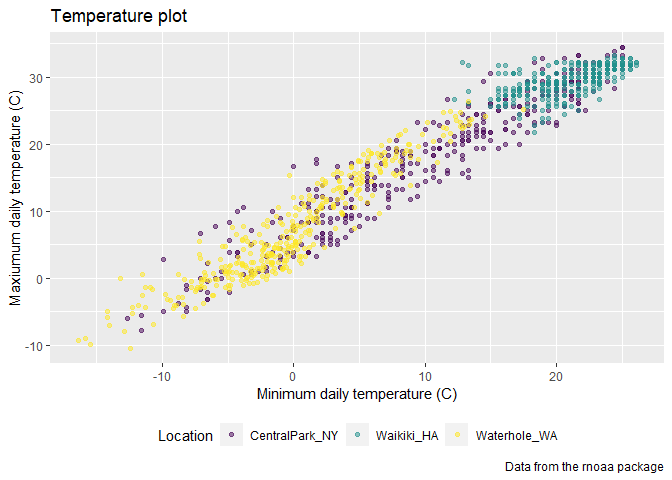 Temperature plot
Maxiumum daily temperature (C)
30
20
10
0
-10
-10
0
10
20
Minimum daily temperature (C)
Location CentralPark_NY Waikiki_HA Waterhole_WA
Data from the rnoaa package